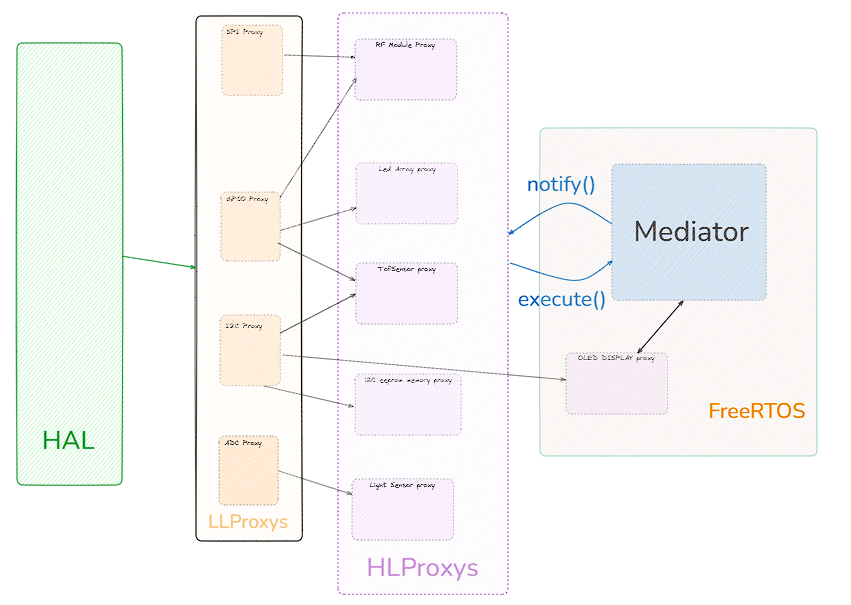 HAL
SPI Proxy
GPIO Proxy
I2C Proxy
ADC Proxy
LLProxys
RF Module Proxy
Led Array proxy
TofSensor proxy
I2C eeprom memory proxy
Light Sensor proxy
HLProxys
notify()
execute()
Mediator
OLED DISPLAY proxy
FreeRTOS